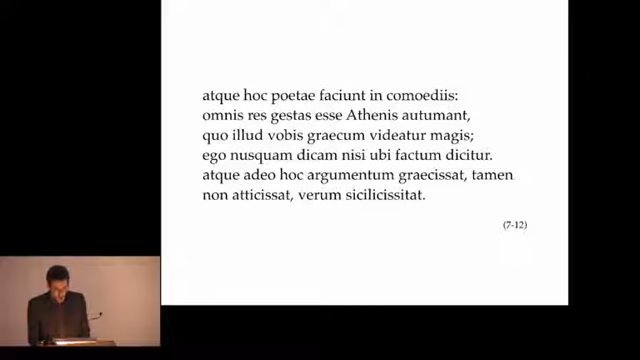 atque hoc poetae faciunt in comoediis:
omnis res gestas esse Athenis autumant,
quo illud vobis graecum videatur magis;
ego nusquam dicam nisi ubi factum dicitur.
atque adeo hoc argumentum graecissat, tamen
non atticissat, verum sicilicissitat.
(7-12)